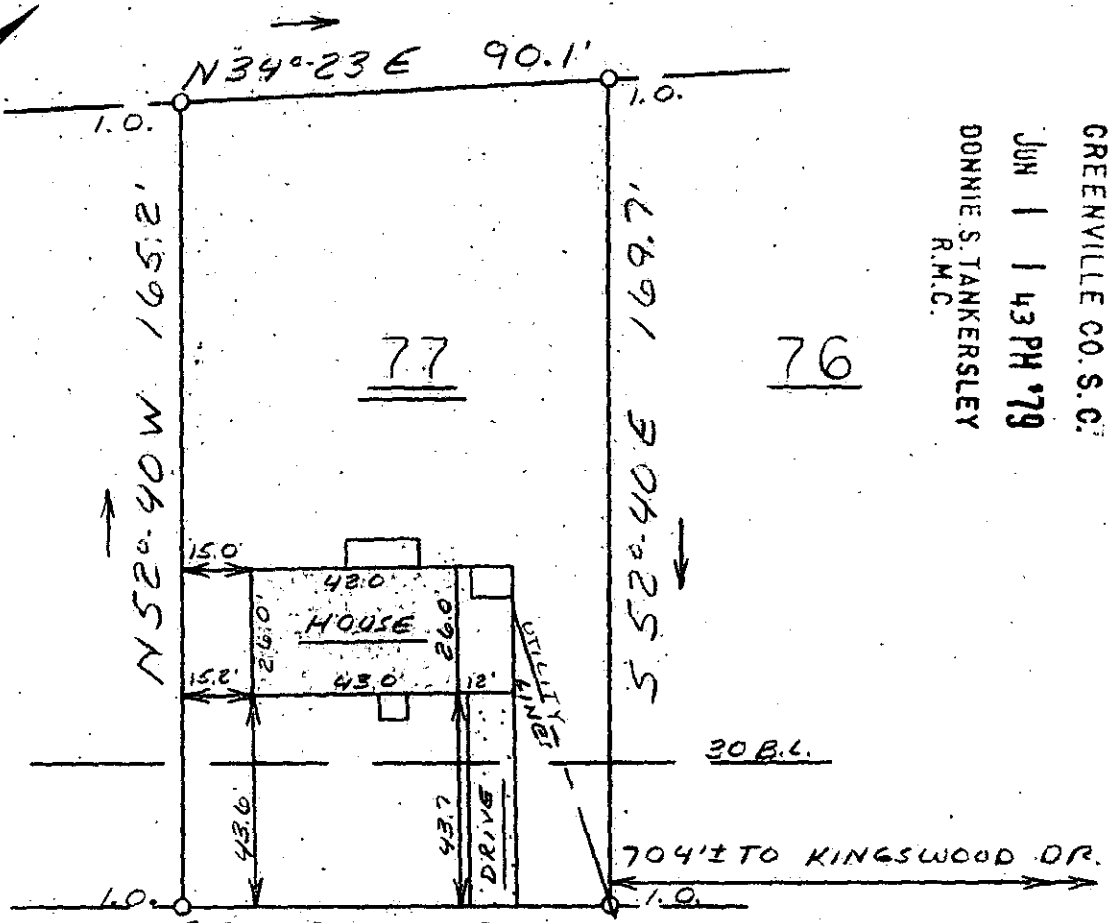 N 34°-23 E 90.1'
I.O.
I.O.
N 52°-40 W 165.2'
S 52°-40 E 169.7'
77
76
GREENVILLE CO. S. C.
JUN 1 1 43 PM '79
DONNIE S. TANKERSLEY
R.M.C.
15.0'
43.0'
HOUSE
26.0'
26.0'
15.2'
43.0'
12'
UTILITY
LINES
30 B.L.
43.6'
43.7
DRIVE
704'± TO KINGSWOOD DR.
I.O.
I.O.